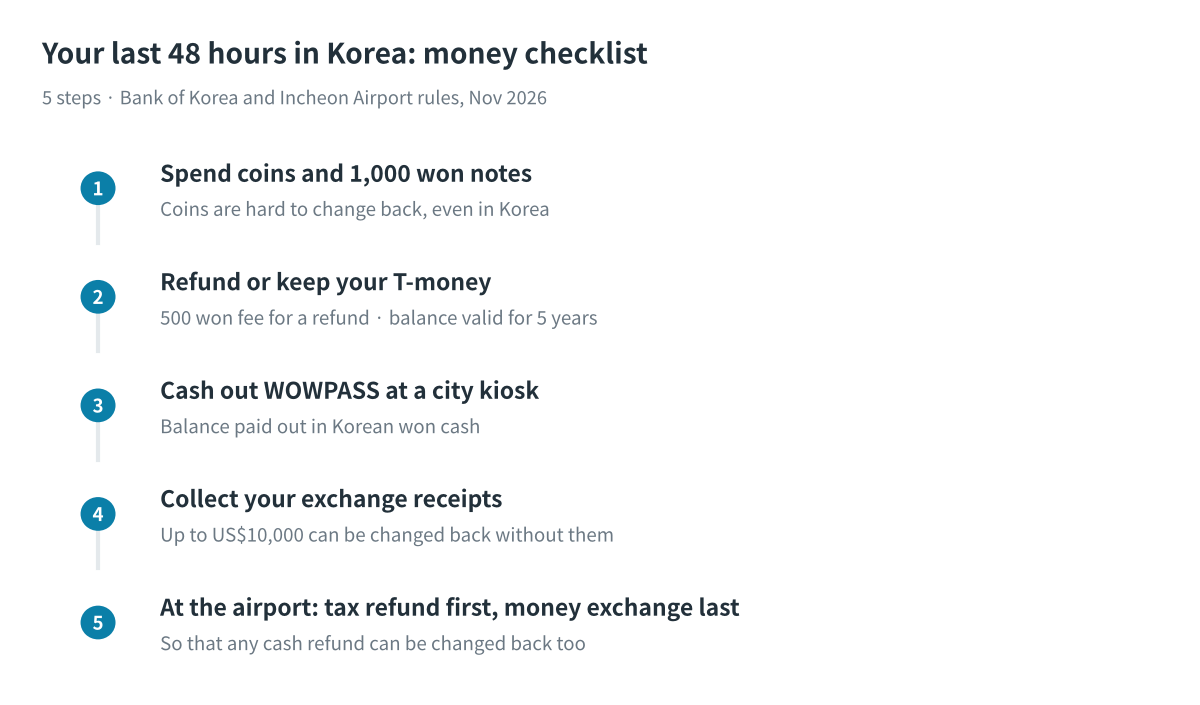 Your last 48 hours in Korea: money checklist
5 steps · Bank of Korea and Incheon Airport rules, Nov 2026
1
Spend coins and 1,000 won notes
Coins are hard to change back, even in Korea
2
Refund or keep your T-money
500 won fee for a refund · balance valid for 5 years
3
Cash out WOWPASS at a city kiosk
Balance paid out in Korean won cash
4
Collect your exchange receipts
Up to US$10,000 can be changed back without them
5
At the airport: tax refund first, money exchange last
So that any cash refund can be changed back too